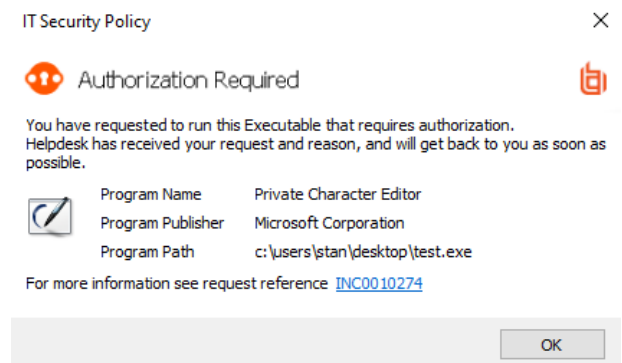 IT Security Policy
Authorization Required
You have requested to run this Executable that requires authorization.
Helpdesk has received your request and reason, and will get back to you as soon as
possible.
Program Name Private Character Editor
Program Publisher Microsoft Corporation
Program Path c:\users\stan\desktop\test.exe
For more information see request reference INC0010274
OK